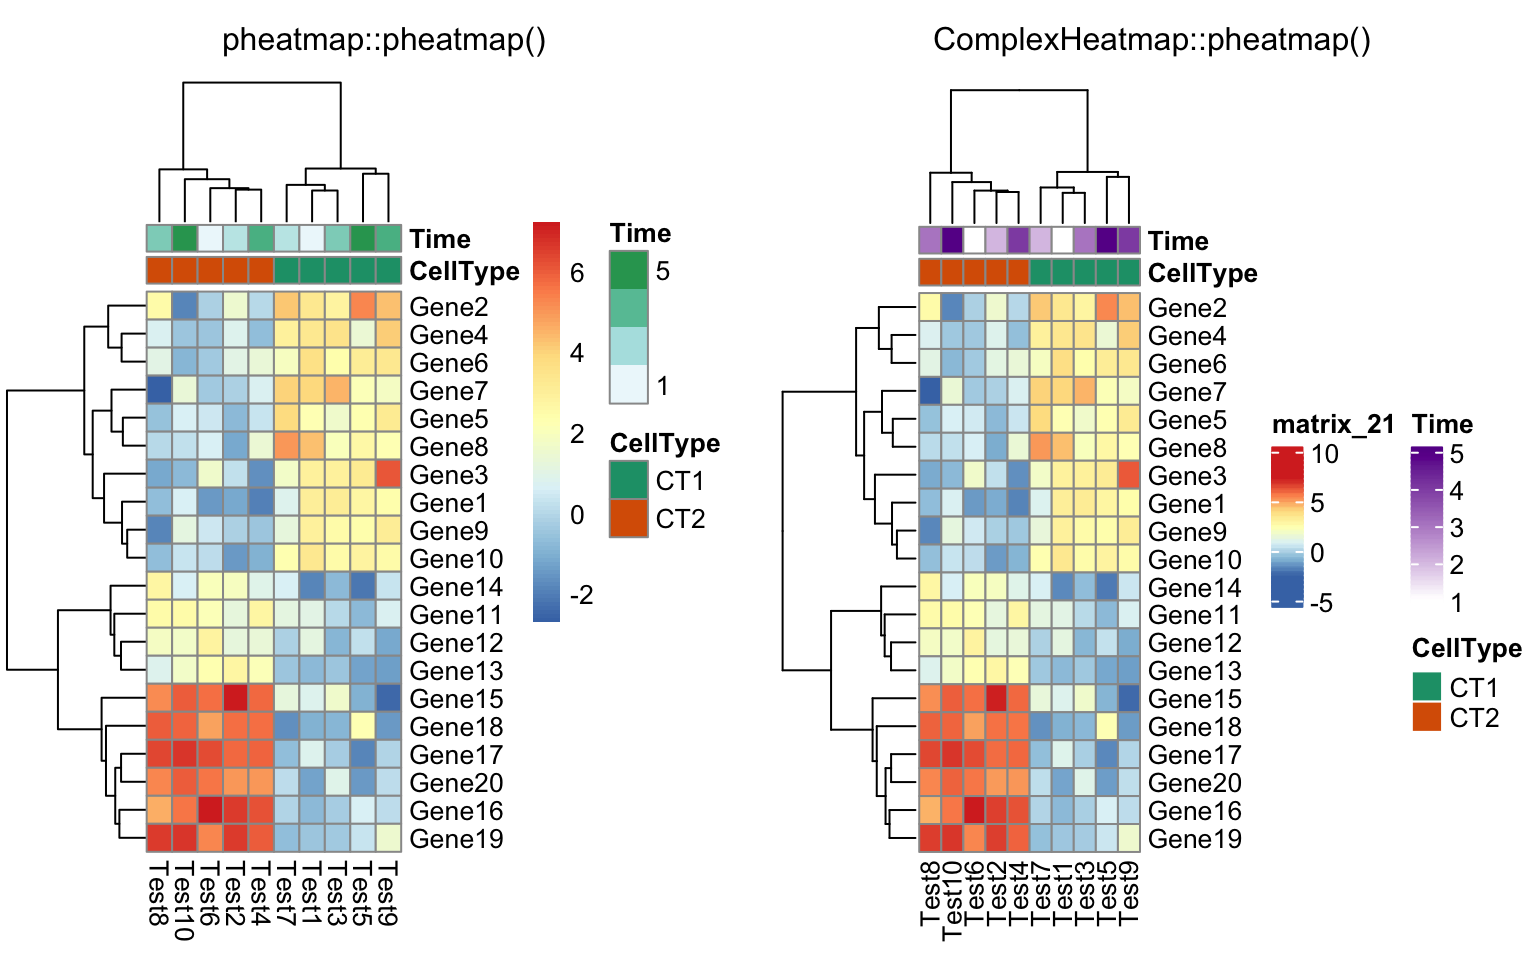 pheatmap::pheatmap()
Time
CellType
Gene2
Gene4
Gene6
Gene7
Gene5
Gene8
Gene3
Gene1
Gene9
Gene10
Gene14
Gene11
Gene12
Gene13
Gene15
Gene18
Gene17
Gene20
Gene16
Gene19
Test8
Test10
Test6
Test2
Test4
Test7
Test1
Test3
Test5
Test9
6
4
2
0
-2
Time
5
1
CellType
CT1
CT2
ComplexHeatmap::pheatmap()
Time
CellType
Gene2
Gene4
Gene6
Gene7
Gene5
Gene8
Gene3
Gene1
Gene9
Gene10
Gene14
Gene11
Gene12
Gene13
Gene15
Gene18
Gene17
Gene20
Gene16
Gene19
Test8
Test10
Test6
Test2
Test4
Test7
Test1
Test3
Test5
Test9
matrix_21
10
5
0
-5
Time
5
4
3
2
1
CellType
CT1
CT2